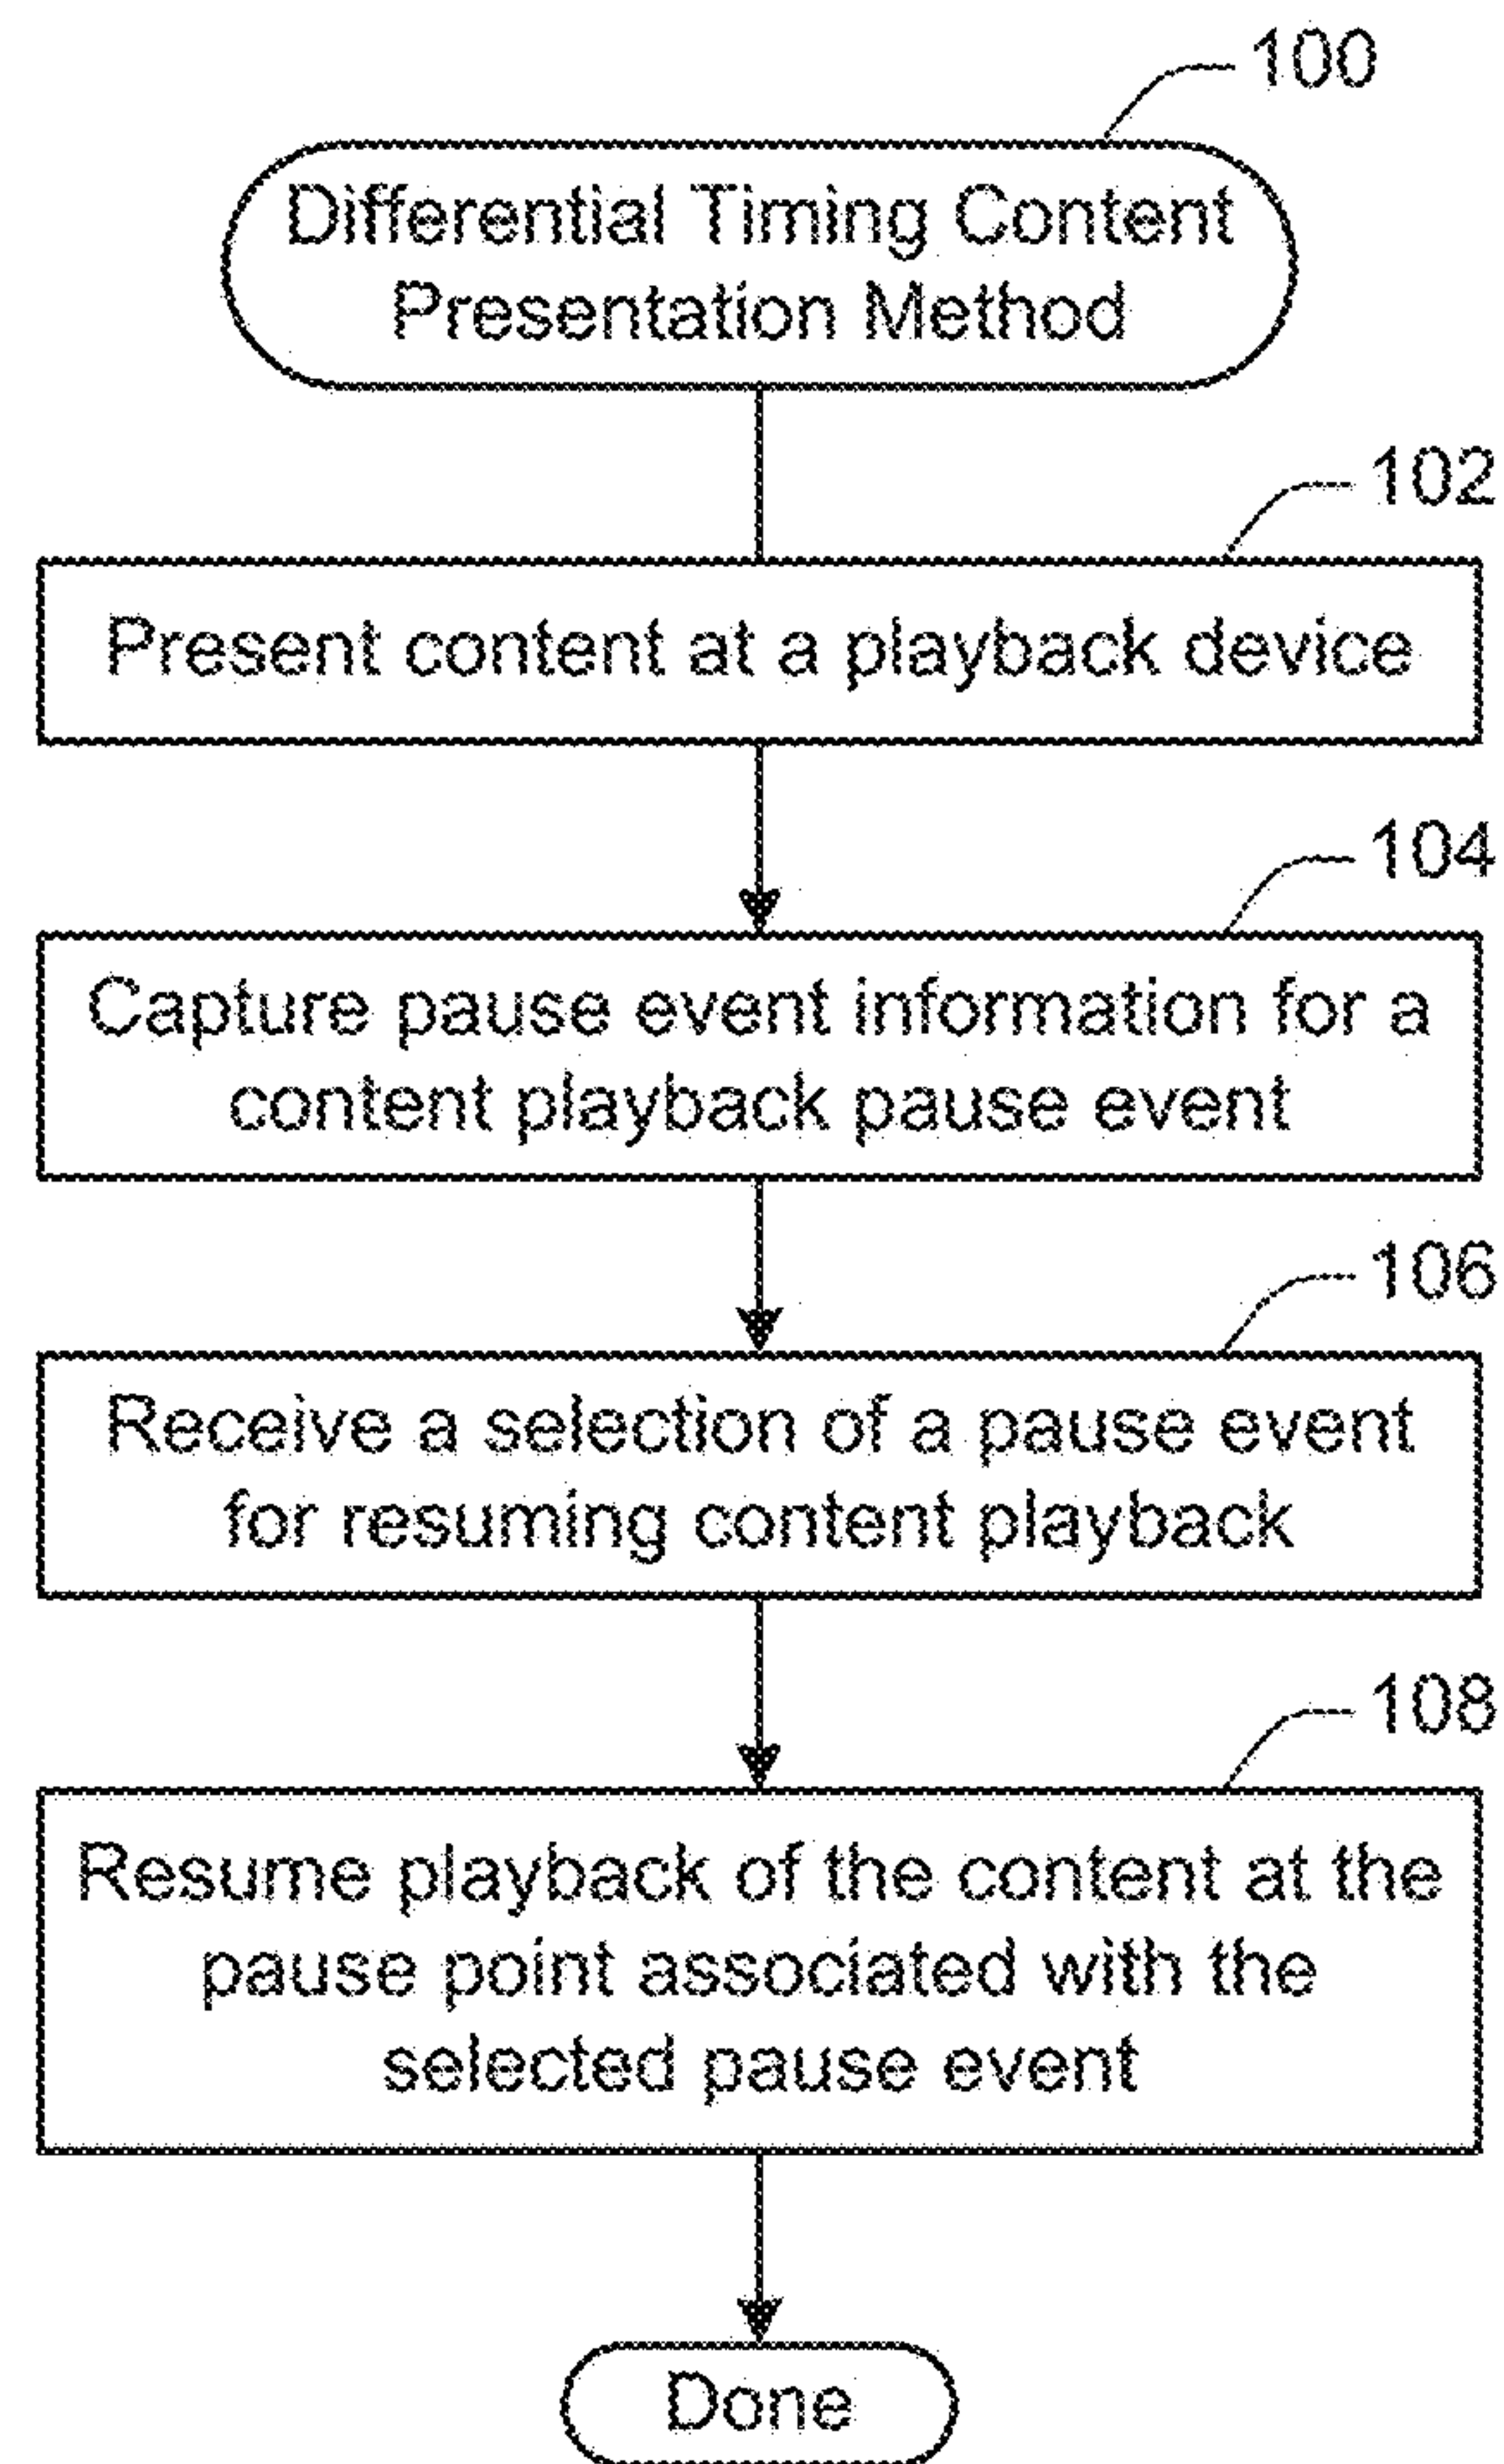 100
Differential Timing Content
Presentation Method
102
Present content at a playback device
104
Capture pause event information for a
content playback pause event
106
Receive a selection of a pause event
for resuming content playback
108
Resume playback of the content at the
pause point associated with the
selected pause event
Done